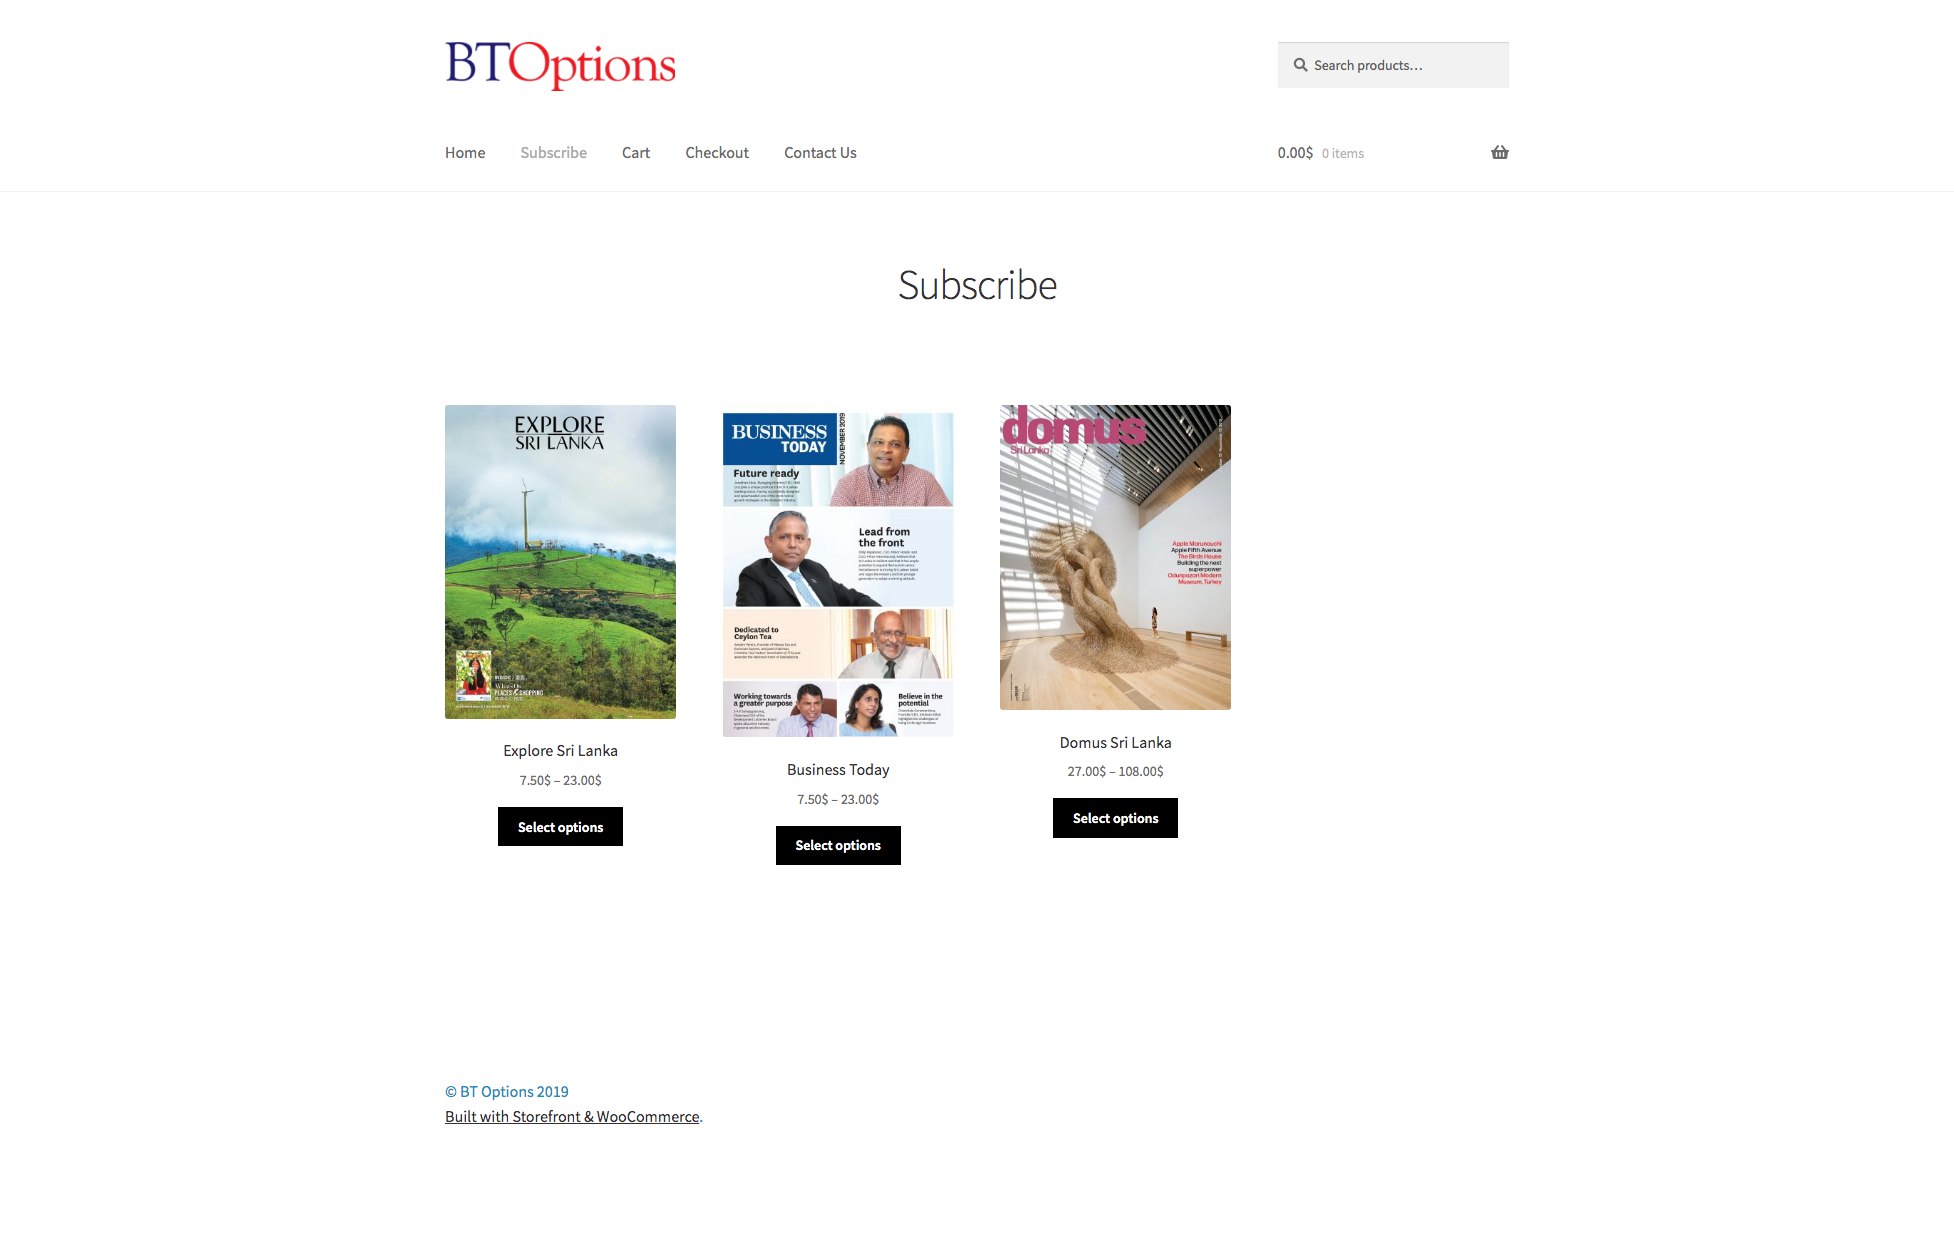 BTOptions
Search products...
Home
Subscribe
Cart
Checkout
Contact Us
0.00$ 0 items
Subscribe
EXPLORE
SRI LANKA
INSIDE
PLACES & SHOPPING
Explore Sri Lanka
7.50$ – 23.00$
Select options
BUSINESS
TODAY
NOVEMBER 2019
Future ready
Lead from
the front
Dedicated to
Ceylon Tea
Working towards
a greater purpose
Believe in the
potential
Business Today
7.50$ – 23.00$
Select options
domus
Sri Lanka
Apple Marunouchi
Apple Fifth Avenue
The Birds House
Building the next
superpower
Odunpazari Modern
Museum, Turkey
Domus Sri Lanka
27.00$ – 108.00$
Select options
© BT Options 2019
Built with Storefront & WooCommerce.